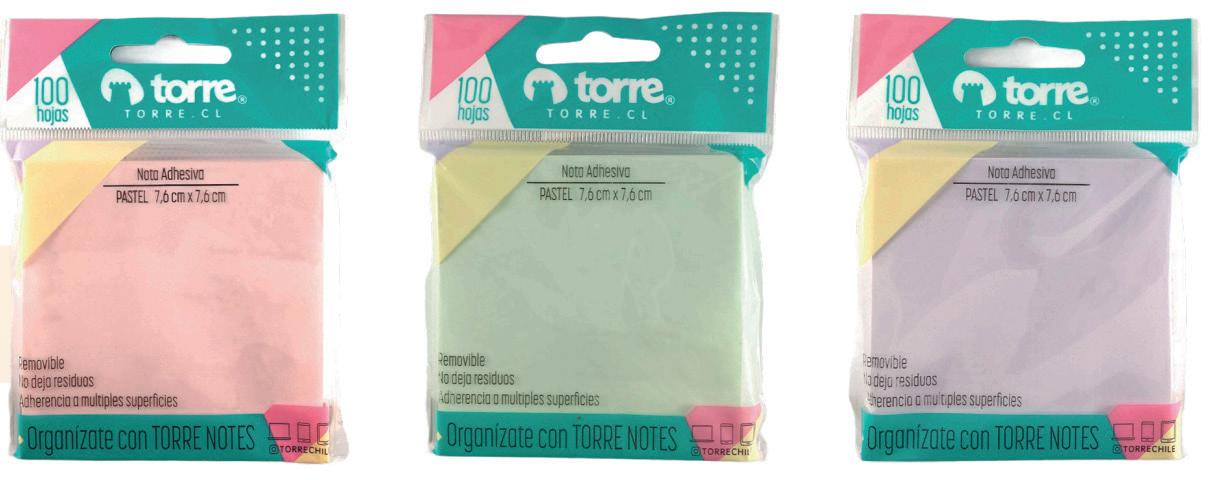 100
hojas
torre®
TORRE.CL
Nota Adhesiva
PASTEL 7,6 cm x 7,6 cm
Removible
No deja residuos
Adherencia a multiples superficies
Organízate con TORRE NOTES
TORRECHIL
100
hojas
torre®
TORRE.CL
Nota Adhesiva
PASTEL 7,6 cm x 7,6 cm
Removible
No deja residuos
Adherencia a multiples superficies
Organízate con TORRE NOTES
TORRECHIL
100
hojas
torre®
TORRE.CL
Nota Adhesiva
PASTEL 7,6 cm x 7,6 cm
Removible
No deja residuos
Adherencia a multiples superficies
Organízate con TORRE NOTES
TORRECHILE